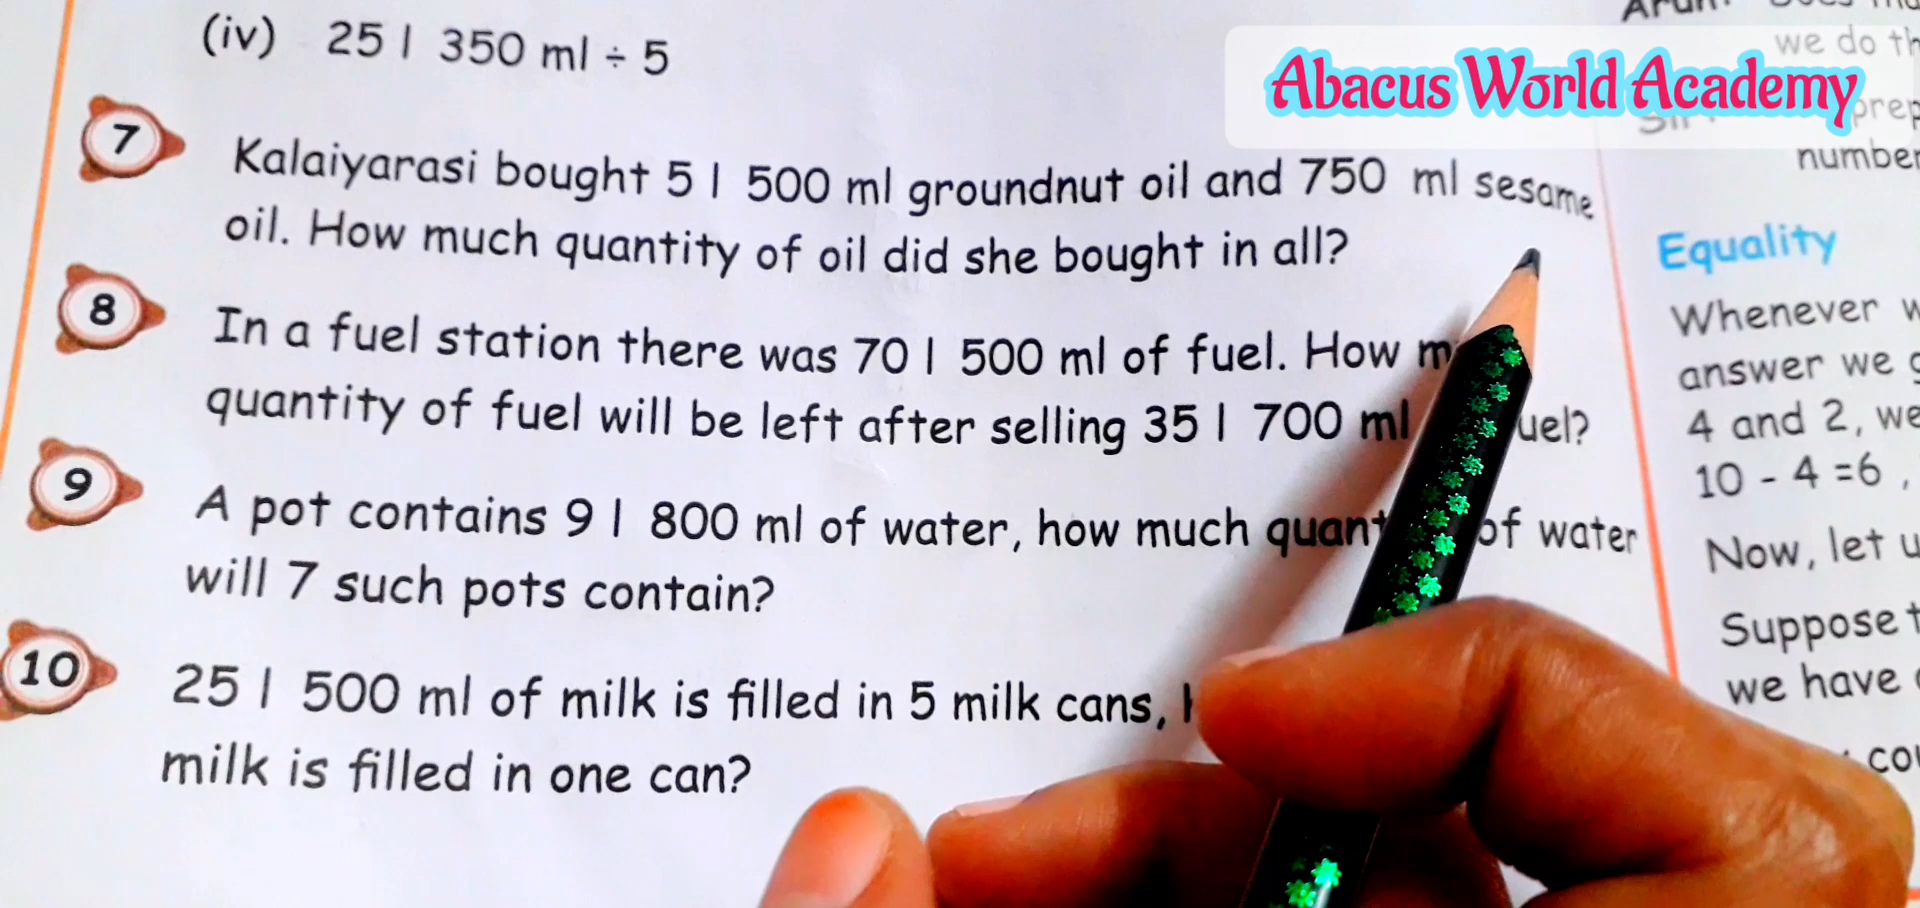 (iv) 25 l 350 ml ÷ 5
Abacus World Academy
7 Kalaiyarasi bought 5 l 500 ml groundnut oil and 750 ml sesame
oil. How much quantity of oil did she bought in all?
8 In a fuel station there was 70 l 500 ml of fuel. How
quantity of fuel will be left after selling 35 l 700 ml
9 A pot contains 9 l 800 ml of water, how much of water
will 7 such pots contain?
10 25 l 500 ml of milk is filled in 5 milk cans,
milk is filled in one can?
we do
number
Equality
Whenever
answer we
4 and 2, we
10 - 4 =6 ,
Now, let
Suppose
we have